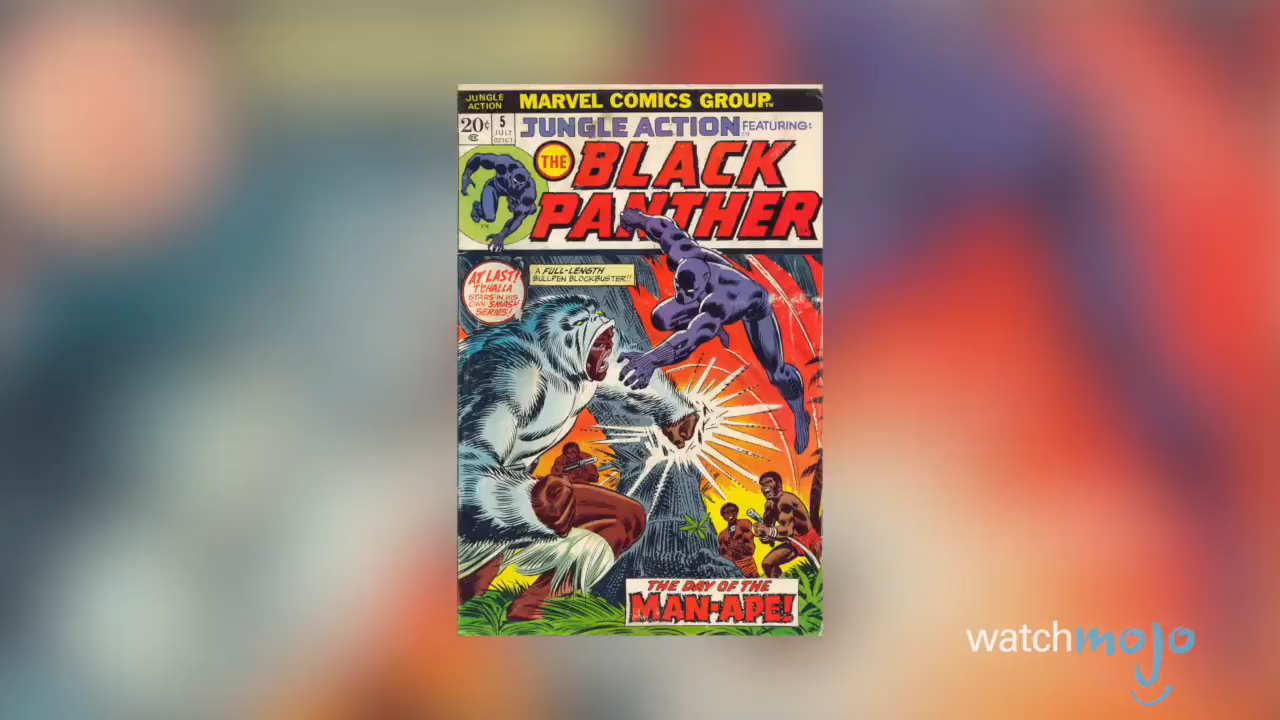 JUNGLE ACTION
MARVEL COMICS GROUP™
20¢
5
JULY
JUNGLE ACTION FEATURING:
THE BLACK
PANTHER
AT LAST!
T'CHALLA
STARS IN HIS
OWN SMASH
SERIES!
A FULL-LENGTH
BULLPEN BLOCKBUSTER!!
THE DAY OF THE
MAN-APE!
watchmojo